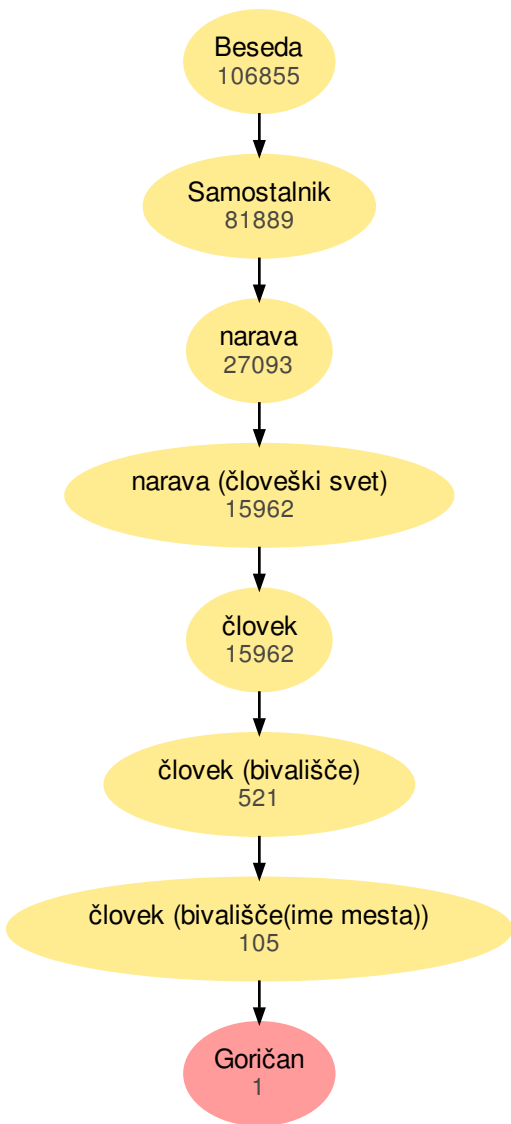 Beseda
106855
Samostalnik
81889
narava
27093
narava (človeški svet)
15962
človek
15962
človek (bivališče)
521
človek (bivališče(ime mesta))
105
Goričan
1